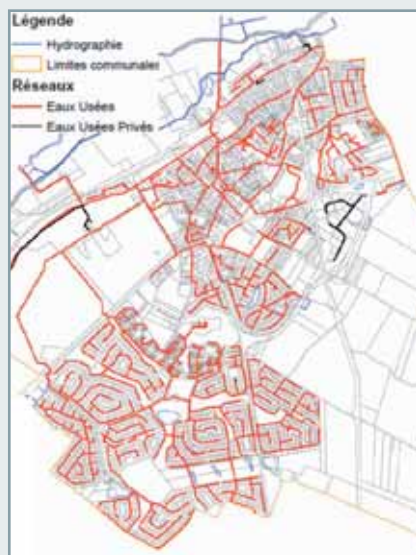 Légende
Hydrographie
Limites communales
Réseaux
Eaux Usées
Eaux Usées Privés